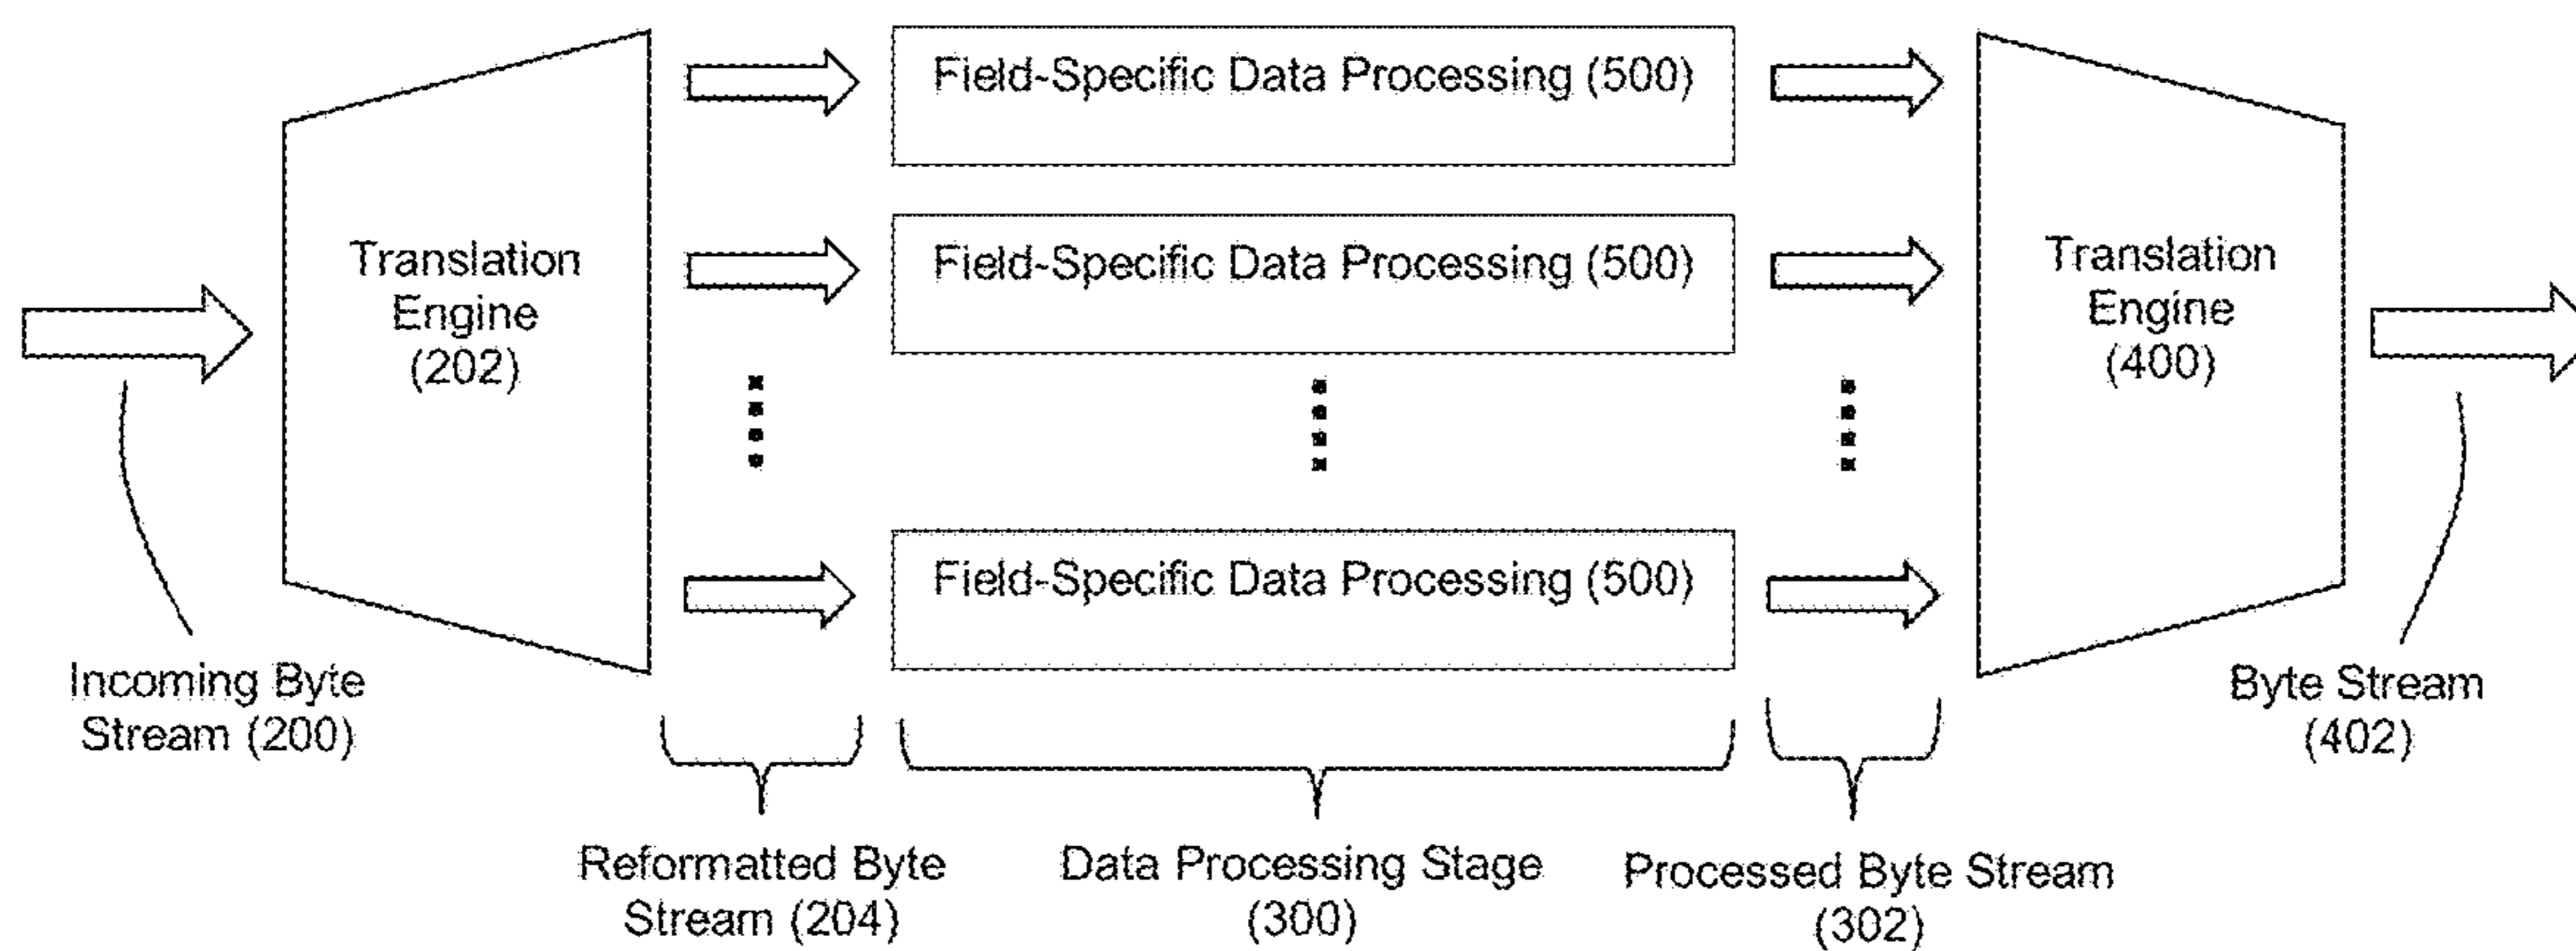 Field-Specific Data Processing (500)
Translation
Engine
(202)
Field-Specific Data Processing (500)
Translation
Engine
(400)
Field-Specific Data Processing (500)
Incoming Byte
Stream (200)
Byte Stream
(402)
Reformatted Byte
Stream (204)
Data Processing Stage
(300)
Processed Byte Stream
(302)